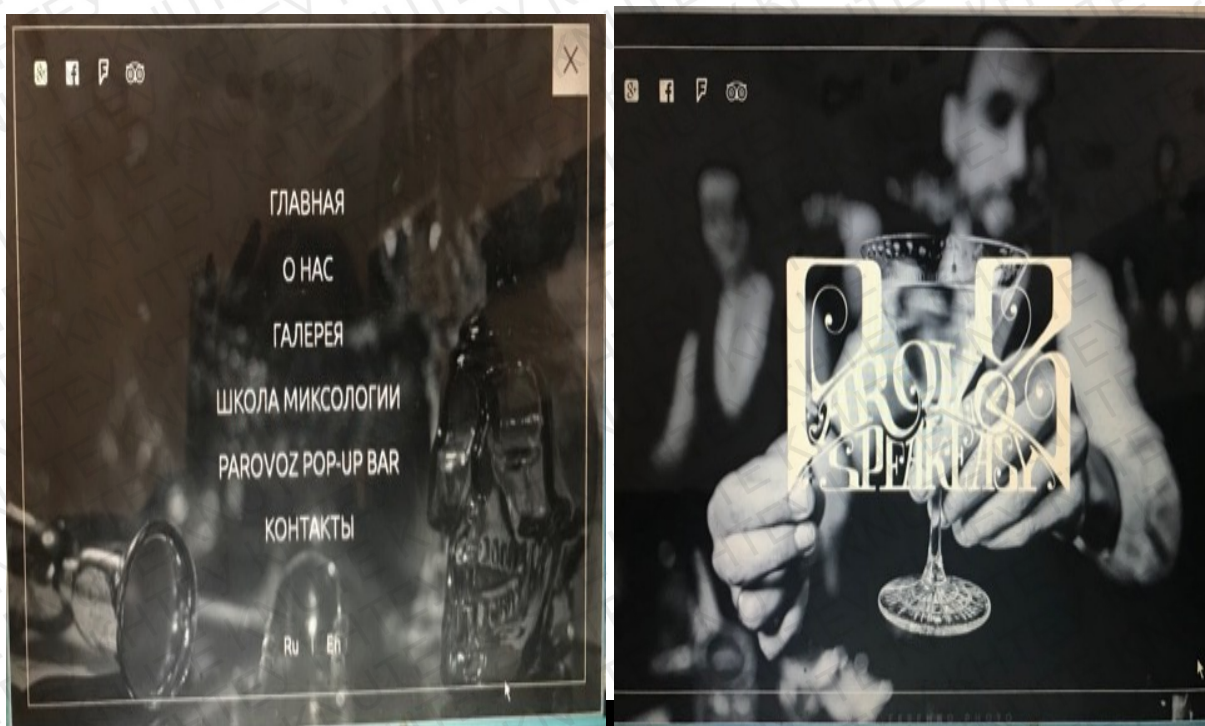 X
ГЛАВНАЯ
О НАС
ГАЛЕРЕЯ
ШКОЛА МИКСОЛОГИИ
PAROVOZ POP-UP BAR
КОНТАКТЫ
Ru | En
PAROVOZ
SPEAKEASY